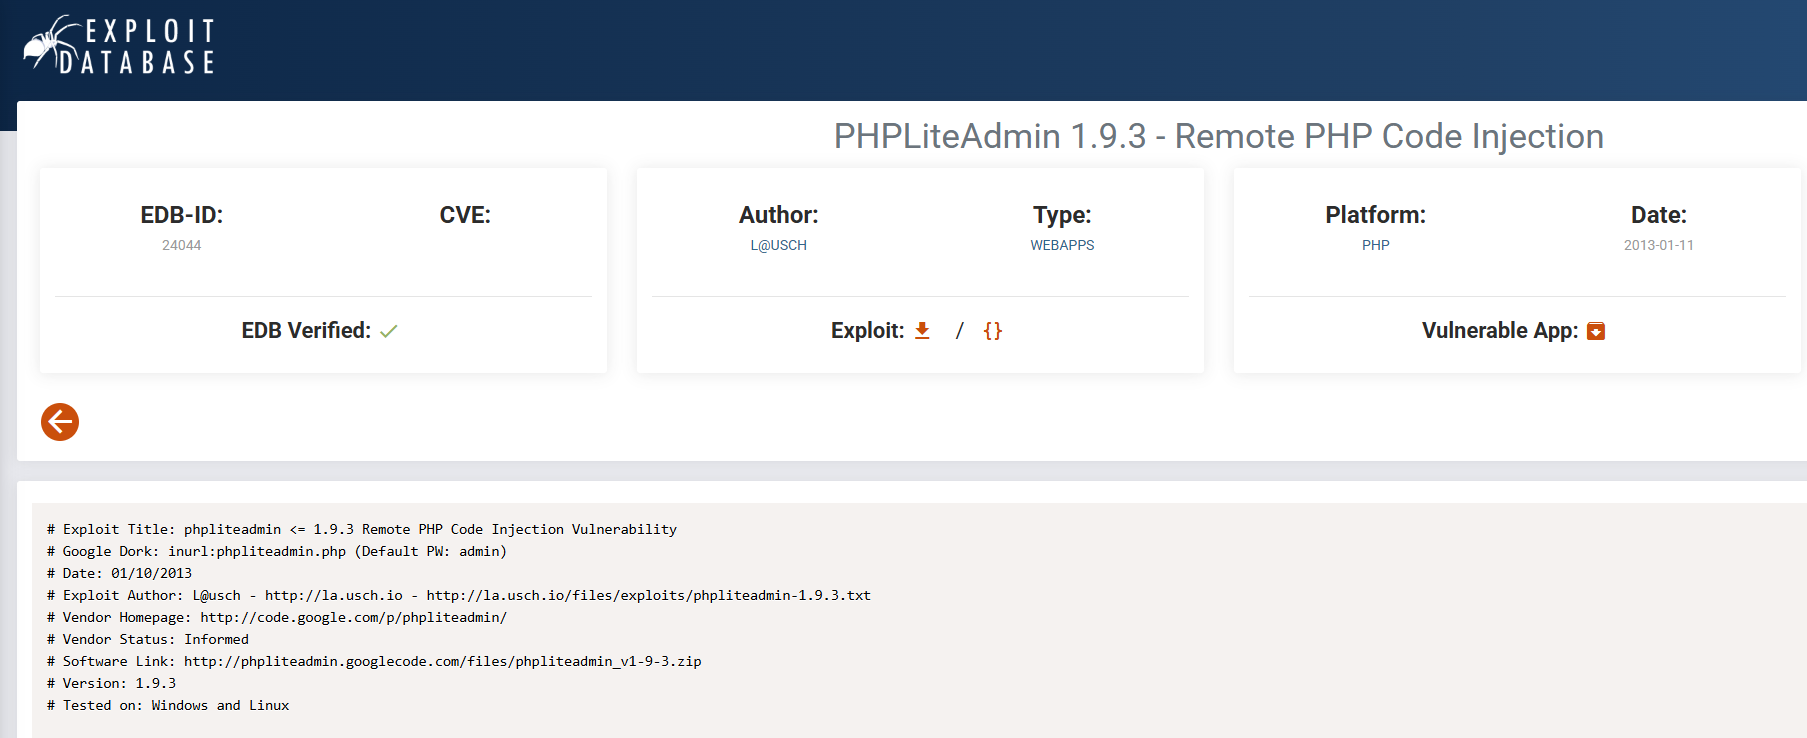 EXPLOIT
DATABASE
PHPLiteAdmin 1.9.3 - Remote PHP Code Injection
EDB-ID:
24044
CVE:
EDB Verified:
Author:
L@USCH
Type:
WEBAPPS
Exploit: / {}
Platform:
PHP
Date:
2013-01-11
Vulnerable App:
# Exploit Title: phpliteadmin <= 1.9.3 Remote PHP Code Injection Vulnerability
# Google Dork: inurl:phpliteadmin.php (Default PW: admin)
# Date: 01/10/2013
# Exploit Author: L@usch - http://la.usch.io - http://la.usch.io/files/exploits/phpliteadmin-1.9.3.txt
# Vendor Homepage: http://code.google.com/p/phpliteadmin/
# Vendor Status: Informed
# Software Link: http://phpliteadmin.googlecode.com/files/phpliteadmin_v1-9-3.zip
# Version: 1.9.3
# Tested on: Windows and Linux